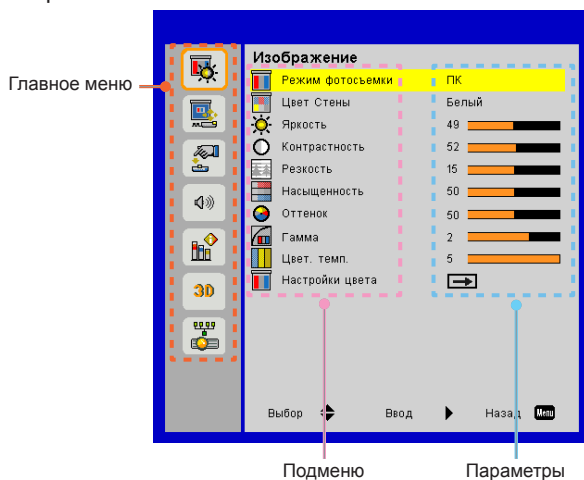 Изображение
Главное меню
Режим фотосъемки ПК
Цвет Стены Белый
Яркость 49
Контрастность 52
Резкость 15
Насыщенность 50
Оттенок 50
Гамма 2
Цвет. темп. 5
Настройки цвета
3D
Выбор Ввод Назад Menu
Подменю Параметры